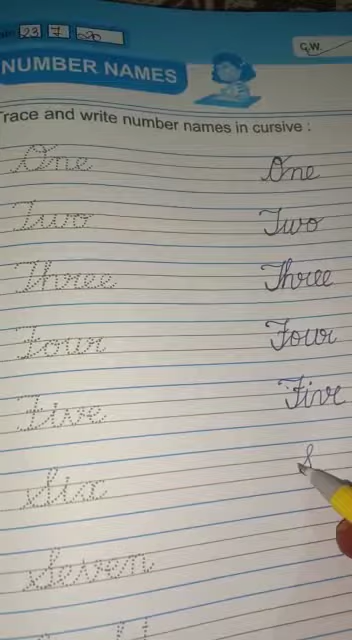 23 7 2020
C.W.
NUMBER NAMES
Trace and write number names in cursive :
One One
Two Two
Three Three
Four Four
Five Five
Six S
Seven